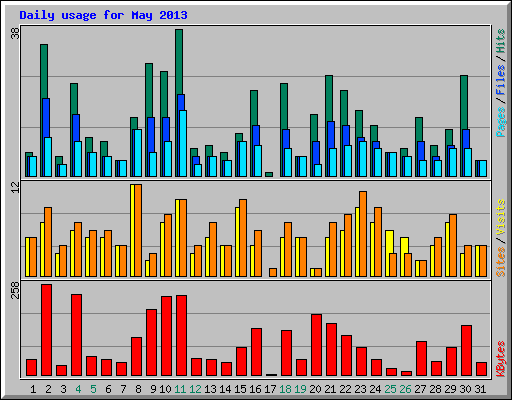 Daily usage for May 2013
38
Pages / Files / Hits
12
Sites / Visits
258
KBytes
1 2 3 4 5 6 7 8 9 10 11 12 13 14 15 16 17 18 19 20 21 22 23 24 25 26 27 28 29 30 31